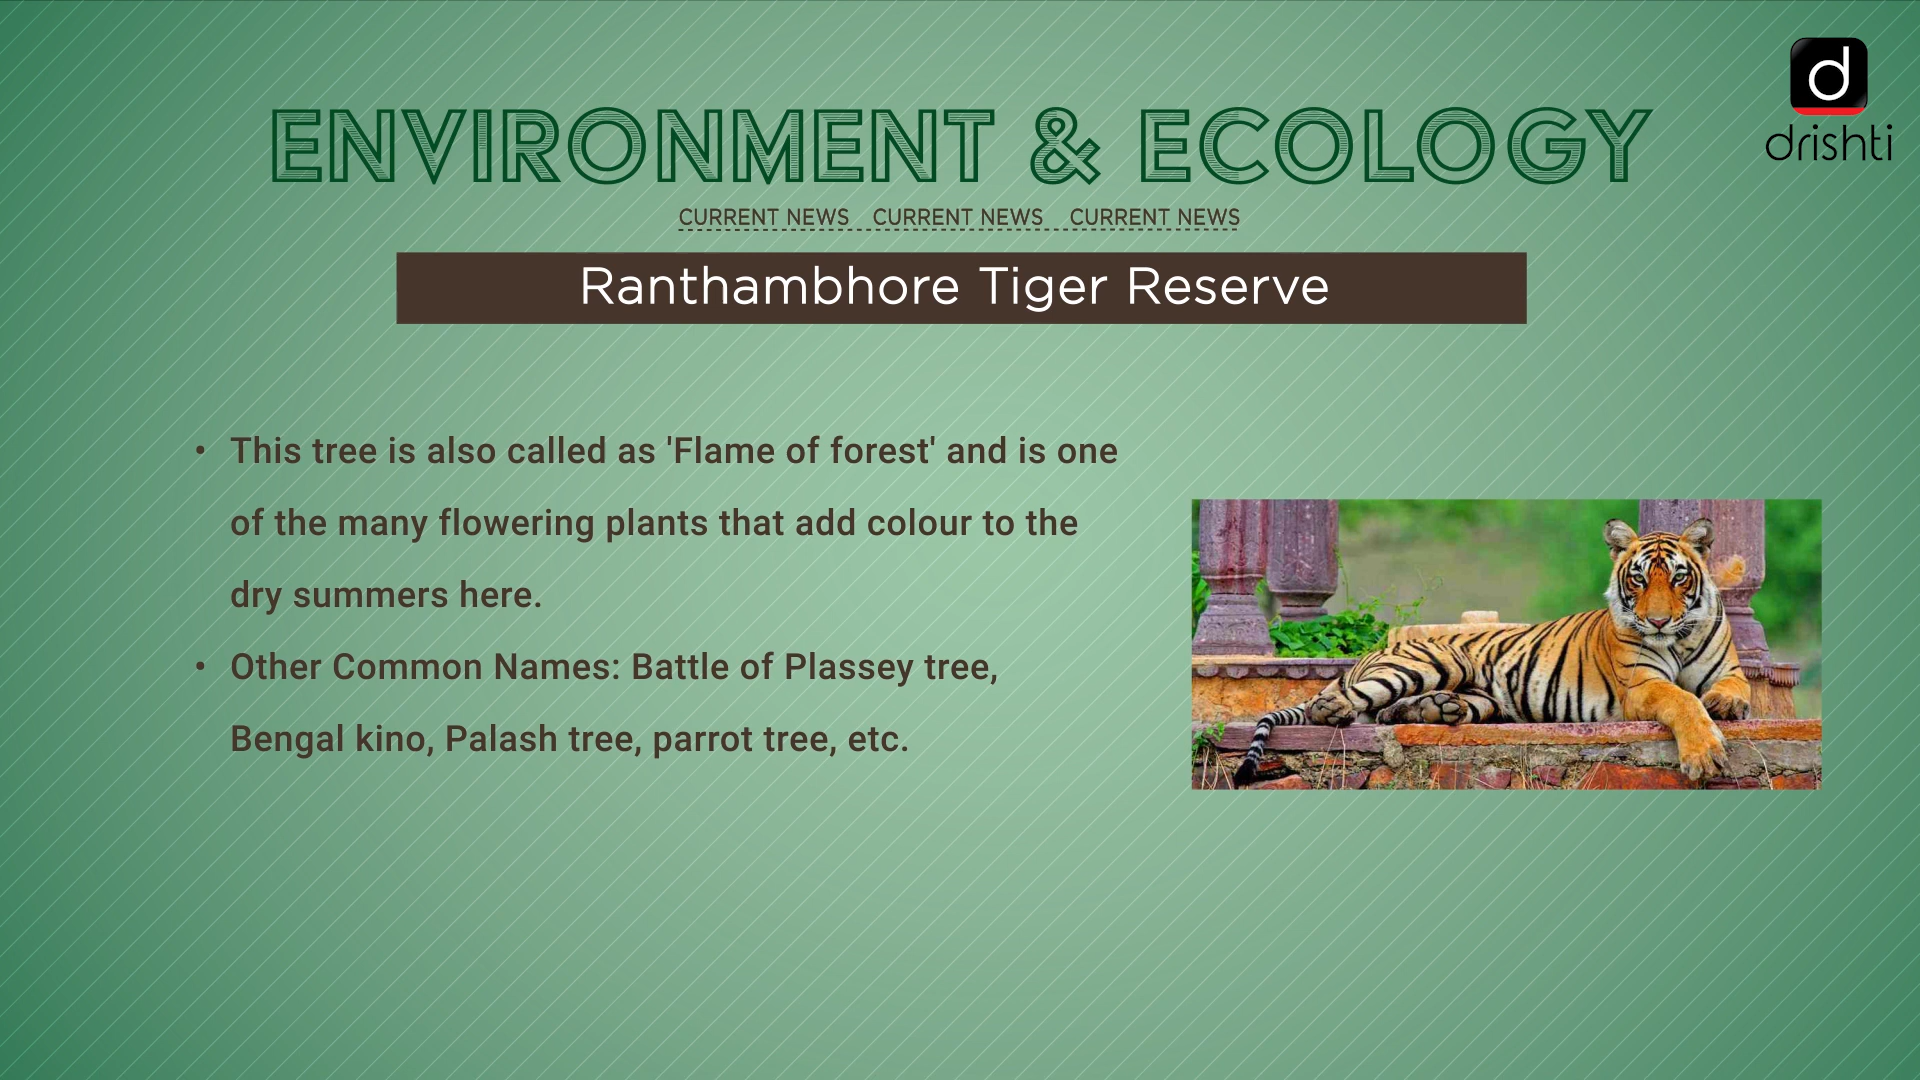 d
drishti
ENVIRONMENT & ECOLOGY
CURRENT NEWS CURRENT NEWS CURRENT NEWS
Ranthambhore Tiger Reserve
• This tree is also called as 'Flame of forest' and is one
of the many flowering plants that add colour to the
dry summers here.
• Other Common Names: Battle of Plassey tree,
Bengal kino, Palash tree, parrot tree, etc.